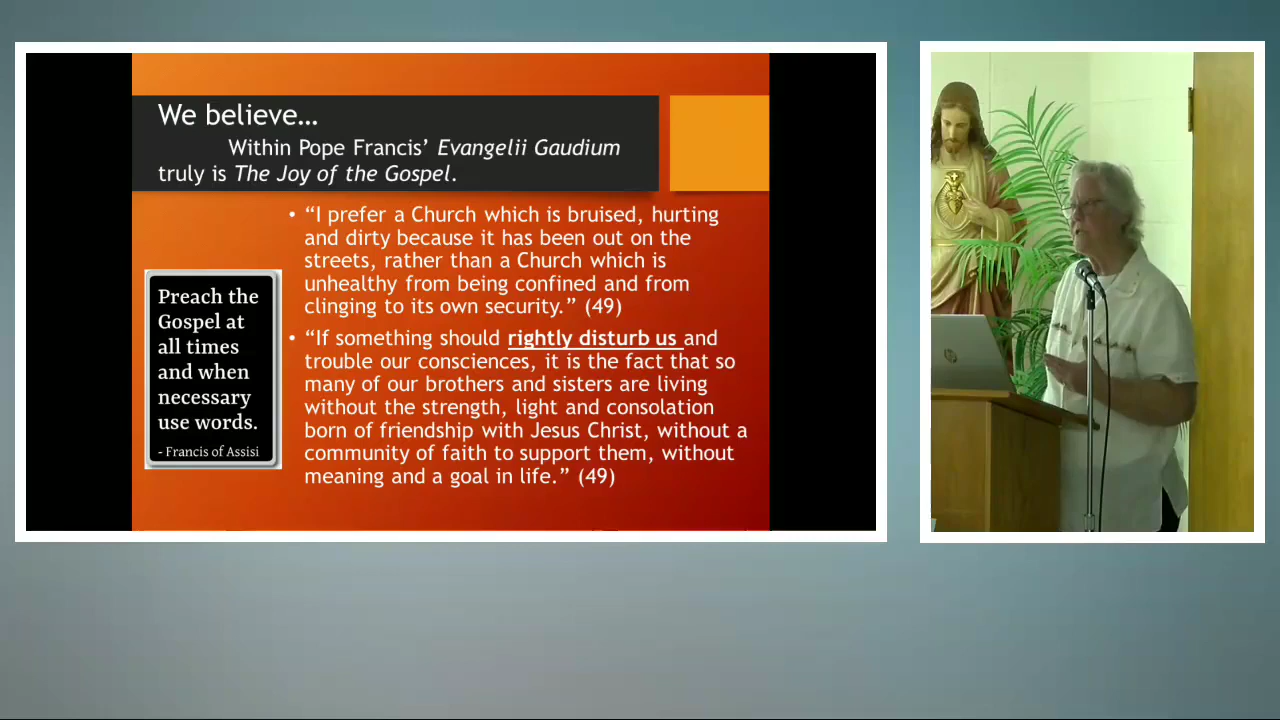 We believe…
Within Pope Francis’ Evangelii Gaudium
truly is The Joy of the Gospel.
• “I prefer a Church which is bruised, hurting
and dirty because it has been out on the
streets, rather than a Church which is
unhealthy from being confined and from
clinging to its own security.” (49)
• “If something should rightly disturb us and
trouble our consciences, it is the fact that so
many of our brothers and sisters are living
without the strength, light and consolation
born of friendship with Jesus Christ, without a
community of faith to support them, without
meaning and a goal in life.” (49)
Preach the
Gospel at
all times
and when
necessary
use words.
- Francis of Assisi